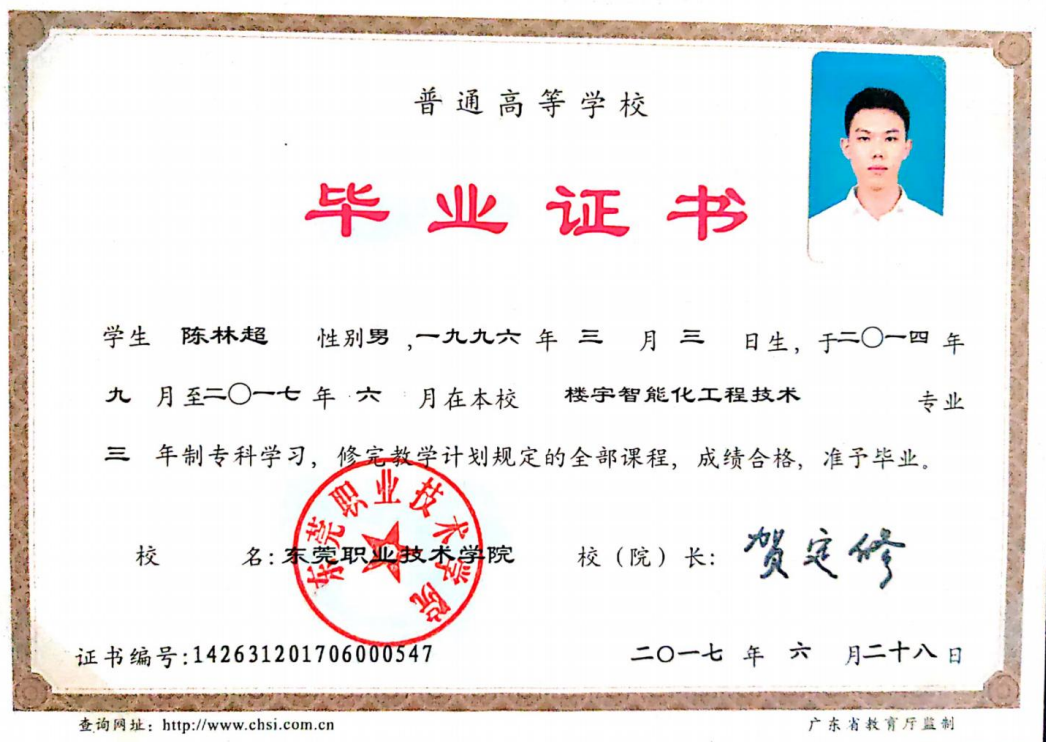 普通高等学校
毕业证书
学生 陈林超 性别男,一九九六年三月三日生,于二〇一四年
九月至二〇一七年六月在本校 楼宇智能化工程技术 专业
三年制专科学习,修完教学计划规定的全部课程,成绩合格,准予毕业。
东莞职业技术学院
校 名:东莞职业技术学院 校(院)长: 贺定修
证书编号:142631201706000547 二〇一七年六月二十八日
查询网址:http://www.chsi.com.cn 广东省教育厅监制